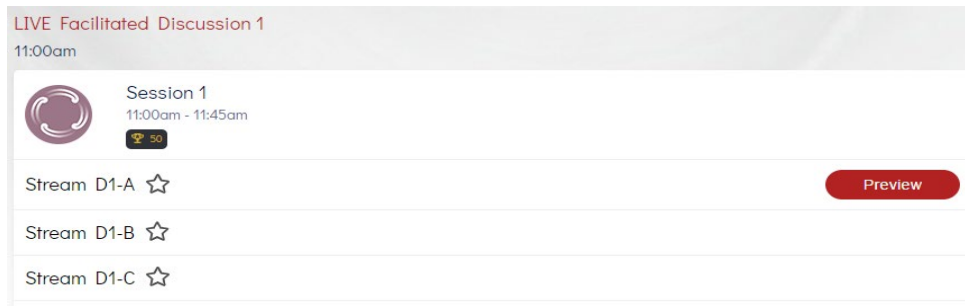 LIVE Facilitated Discussion 1
11:00am
Session 1
11:00am - 11:45am
50
Stream D1-A
Preview
Stream D1-B
Stream D1-C